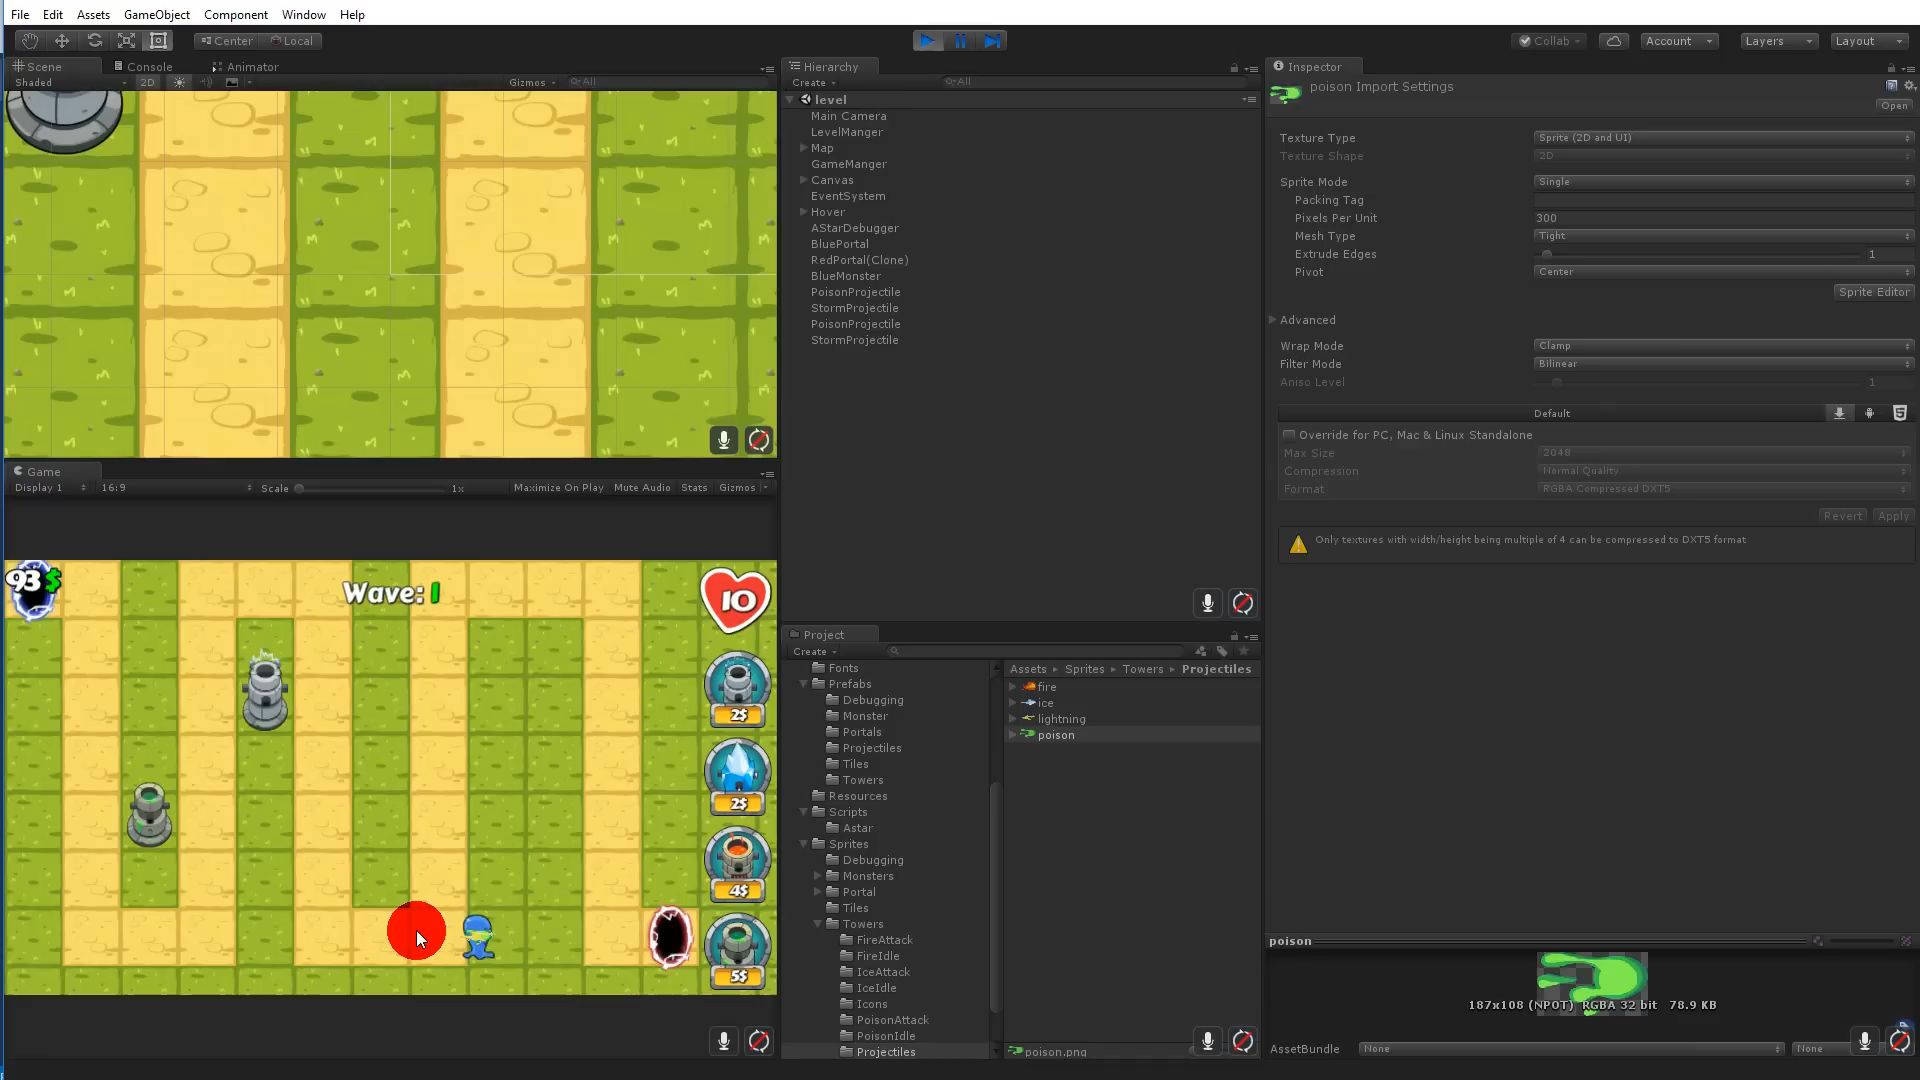 File Edit Assets GameObject Component Window Help
Center Local
Collab Account Layers Layout
Scene Console Animator
Shaded 2D Gizmos All
Game
Display 1 16:9 Scale 1x Maximize On Play Mute Audio Stats Gizmos
93$
Wave: 1
10
2$
2$
4$
5$
Hierarchy
Create All
level
Main Camera
LevelManger
Map
GameManger
Canvas
EventSystem
Hover
AStarDebugger
BluePortal
RedPortal(Clone)
BlueMonster
PoisonProjectile
StormProjectile
PoisonProjectile
StormProjectile
Project
Create
Fonts
Prefabs
Debugging
Monster
Portals
Projectiles
Tiles
Towers
Resources
Scripts
Astar
Sprites
Debugging
Monsters
Portal
Tiles
Towers
FireAttack
FireIdle
IceAttack
IceIdle
Icons
PoisonAttack
PoisonIdle
Projectiles
Assets Sprites Towers Projectiles
fire
ice
lightning
poison
poison.png
Inspector
poison Import Settings
Open
Texture Type Sprite (2D and UI)
Texture Shape 2D
Sprite Mode Single
Packing Tag
Pixels Per Unit 300
Mesh Type Tight
Extrude Edges 1
Pivot Center
Sprite Editor
Advanced
Wrap Mode Clamp
Filter Mode Bilinear
Aniso Level 1
Default
Override for PC, Mac & Linux Standalone
Max Size 2048
Compression Normal Quality
Format RGBA Compressed DXT5
Revert Apply
Only textures with width/height being multiple of 4 can be compressed to DXT5 format
poison
187x108 (NPOT) RGBA 32 bit 78.9 KB
AssetBundle None None